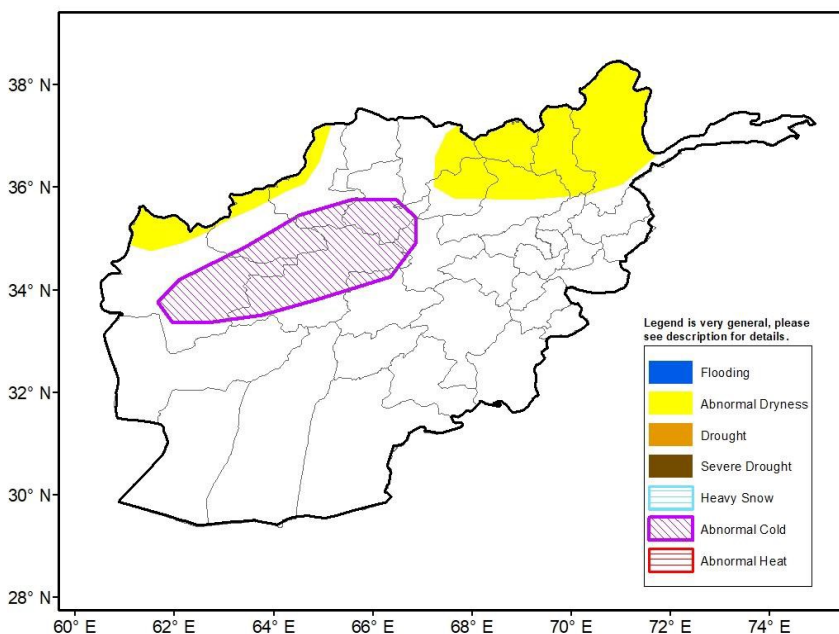 38° N
36° N
34° N
32° N
30° N
28° N
60° E
62° E
64° E
66° E
68° E
70° E
72° E
74° E
Legend is very general, please
see description for details.
Flooding
Abnormal Dryness
Drought
Severe Drought
Heavy Snow
Abnormal Cold
Abnormal Heat